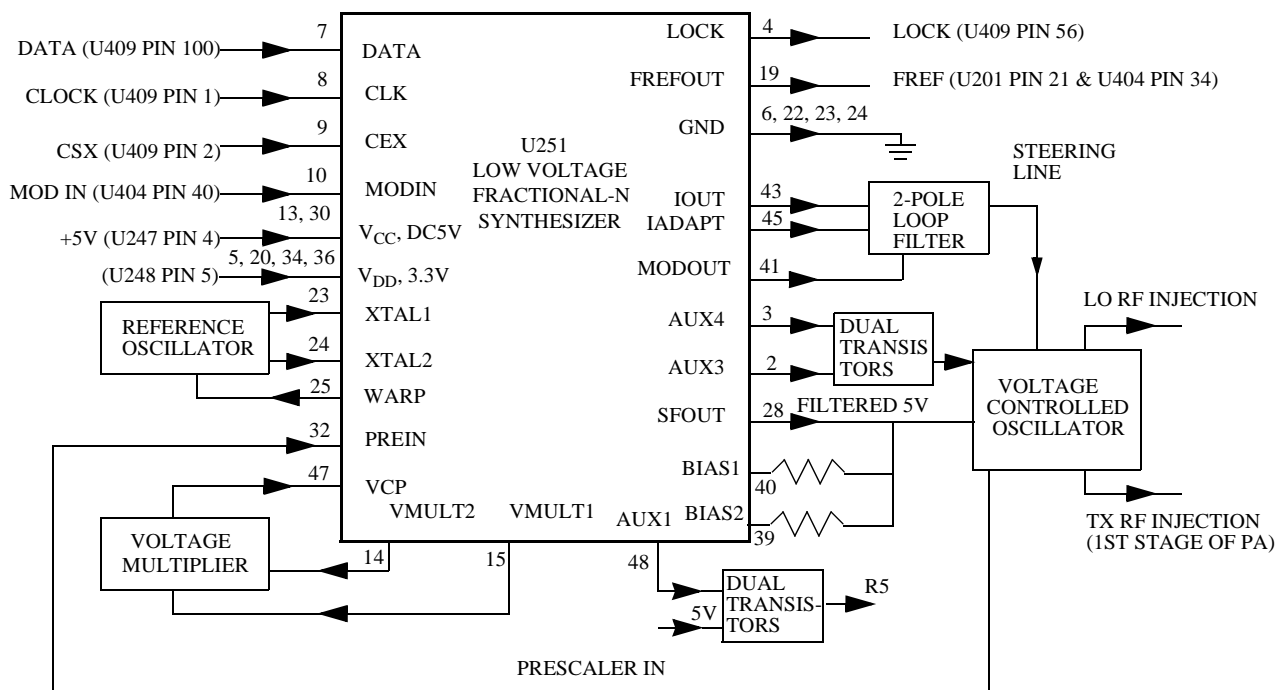 7
DATA (U409 PIN 100)
DATA
8
CLOCK (U409 PIN 1)
CLK
9
CSX (U409 PIN 2)
CEX
10
MOD IN (U404 PIN 40)
MODIN
13, 30
+5V (U247 PIN 4)
VCC, DC5V
5, 20, 34, 36
(U248 PIN 5)
VDD, 3.3V
23
REFERENCE
OSCILLATOR
XTAL1
24
XTAL2
25
WARP
32
PREIN
47
VCP
VOLTAGE
MULTIPLIER
VMULT2
14
VMULT1
15
U251
LOW VOLTAGE
FRACTIONAL-N
SYNTHESIZER
LOCK
4
LOCK (U409 PIN 56)
FREFOUT
19
FREF (U201 PIN 21 & U404 PIN 34)
GND
6, 22, 23, 24
STEERING
LINE
IOUT
43
IADAPT
45
2-POLE
LOOP
FILTER
MODOUT
41
AUX4
3
AUX3
2
DUAL
TRANSIS
TORS
LO RF INJECTION
VOLTAGE
CONTROLLED
OSCILLATOR
SFOUT
28
FILTERED 5V
BIAS1
40
BIAS2
39
TX RF INJECTION
(1ST STAGE OF PA)
AUX1
48
5V
DUAL
TRANSIS-
TORS
R5
PRESCALER IN